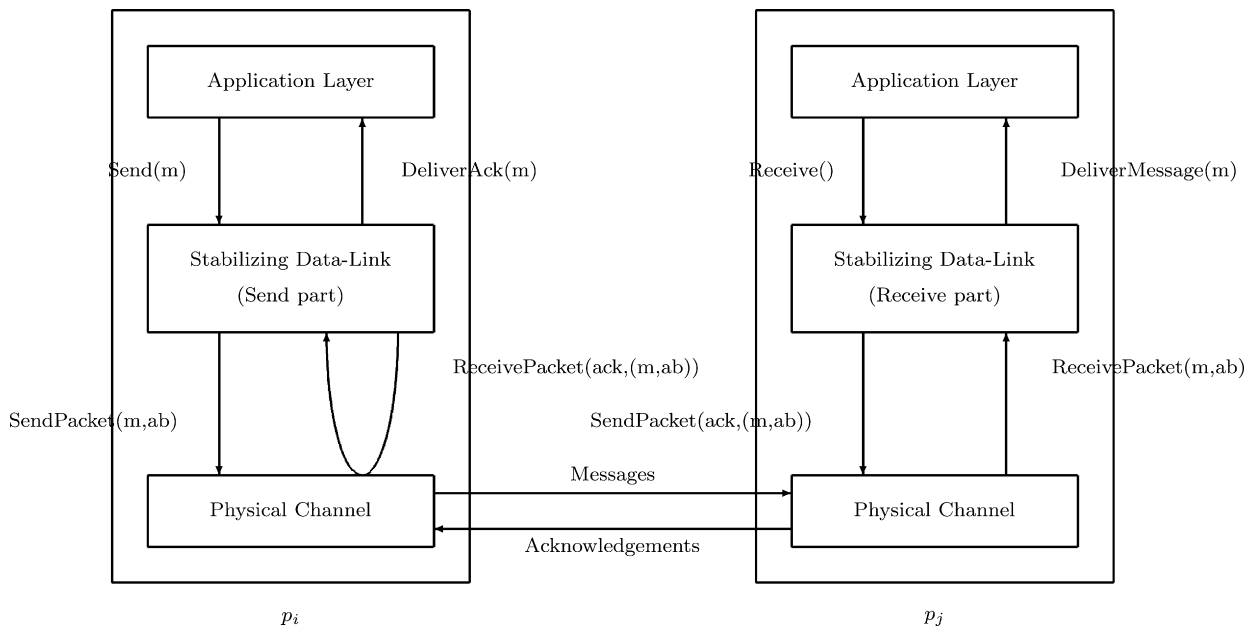 Application Layer
Application Layer
Send(m)
DeliverAck(m)
Receive()
DeliverMessage(m)
Stabilizing Data-Link
(Send part)
Stabilizing Data-Link
(Receive part)
ReceivePacket(ack,(m,ab))
ReceivePacket(m,ab)
SendPacket(m,ab)
SendPacket(ack,(m,ab))
Messages
Physical Channel
Physical Channel
Acknowledgements
p_i
p_j